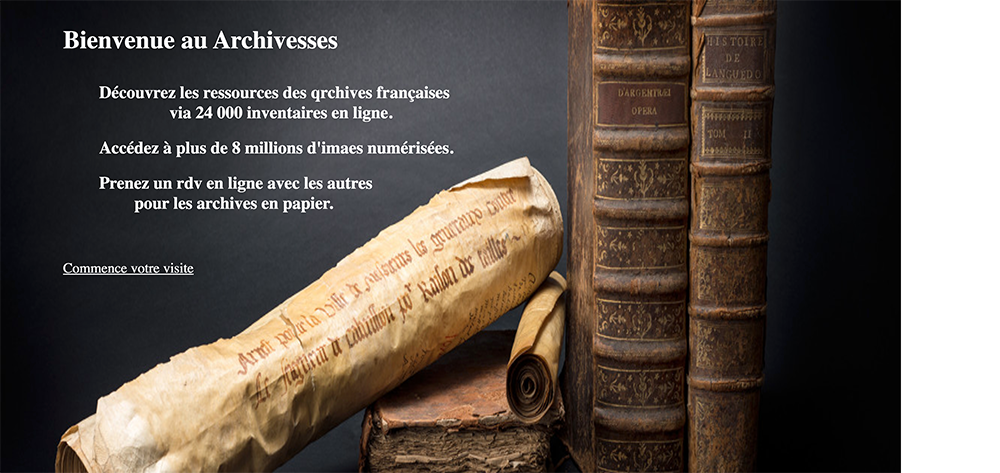 Bienvenue au Archivesses
Découvrez les ressources des qrchives françaises
via 24 000 inventaires en ligne.
Accédez à plus de 8 millions d'imaes numérisées.
Prenez un rdv en ligne avec les autres
pour les archives en papier.
Commence votre visite
D'ARGENTRÆI
OPERA
HISTOIRE
DE
LANGUEDO
TOM II